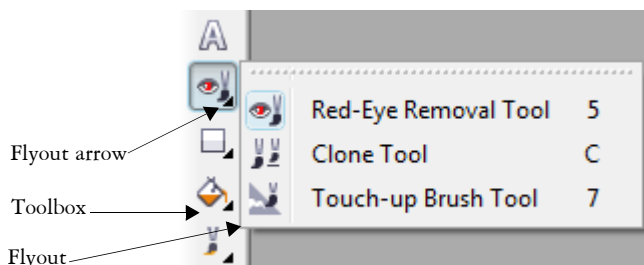 A
Red-Eye Removal Tool 5
Clone Tool C
Touch-up Brush Tool 7
Flyout arrow
Toolbox
Flyout